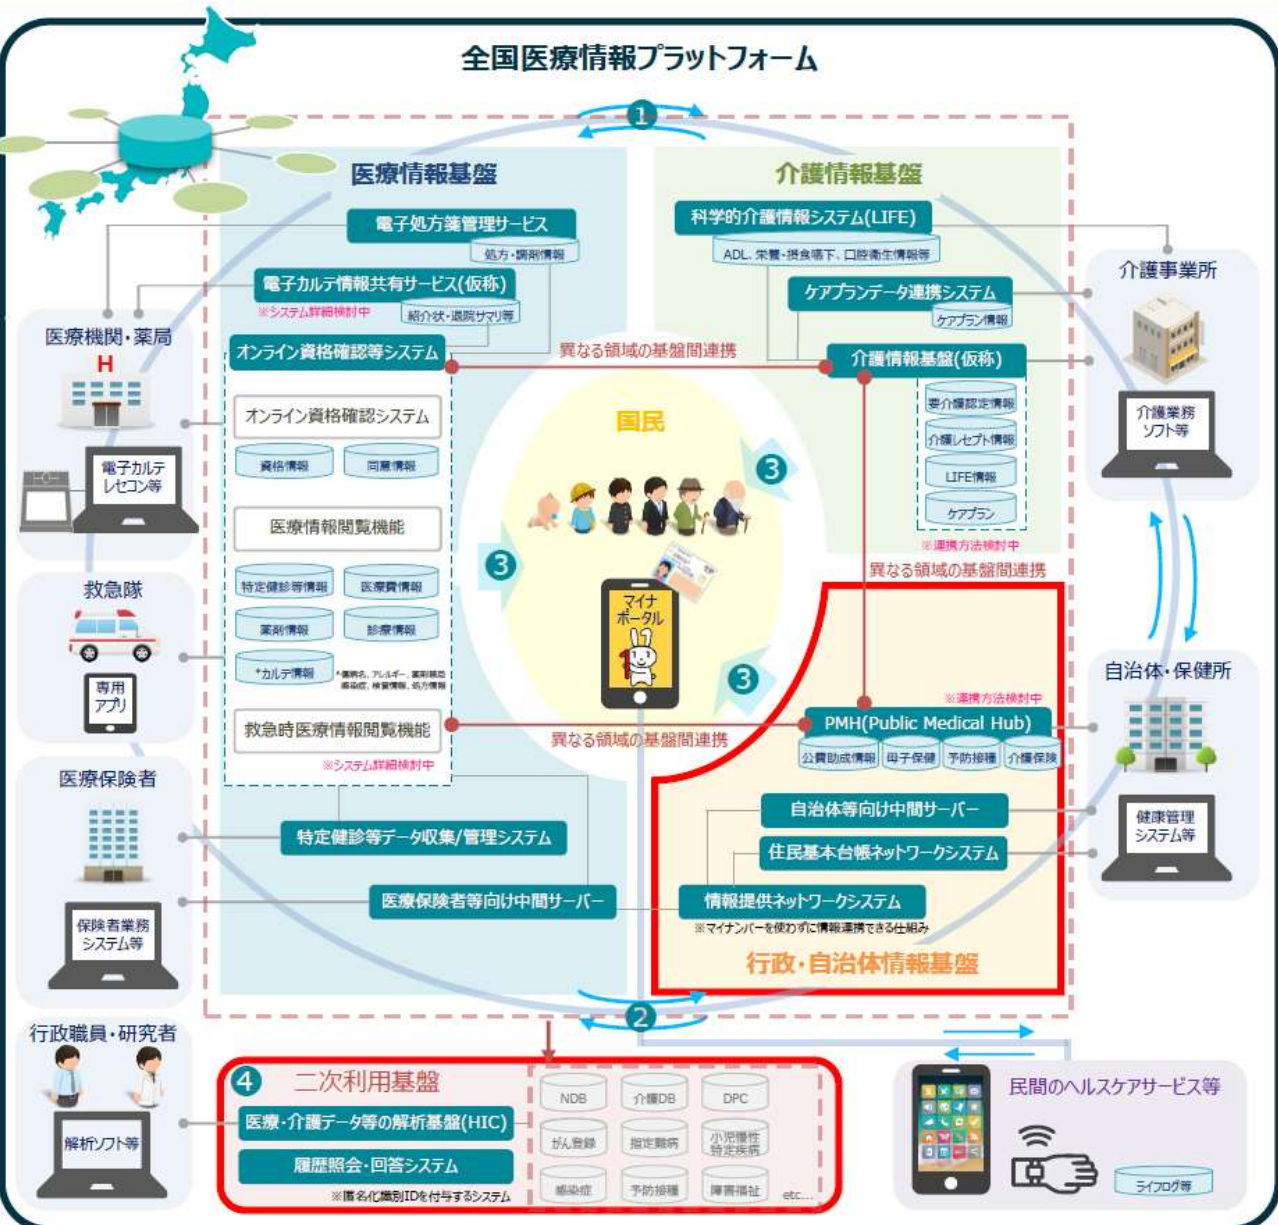 全国医療情報プラットフォーム
1
医療情報基盤
電子処方箋管理サービス
処方・調剤情報
電子カルテ情報共有サービス(仮称)
※システム詳細検討中
紹介状・退院サマリ等
オンライン資格確認等システム
オンライン資格確認システム
資格情報
同意情報
医療情報閲覧機能
特定健診等情報
医療費情報
薬剤情報
診療情報
*カルテ情報
*傷病名、アレルギー、薬剤禁忌
感染症、検査情報、処方情報
救急時医療情報閲覧機能
※システム詳細検討中
特定健診等データ収集/管理システム
医療保険者等向け中間サーバー
介護情報基盤
科学的介護情報システム(LIFE)
ADL、栄養・摂食嚥下、口腔衛生情報等
ケアプランデータ連携システム
ケアプラン情報
異なる領域の基盤間連携
介護情報基盤(仮称)
要介護認定情報
介護レセプト情報
LIFE情報
ケアプラン
※連携方法検討中
異なる領域の基盤間連携
国民
3
3
3
マイナ
ポータル
異なる領域の基盤間連携
※連携方法検討中
PMH(Public Medical Hub)
公費助成情報
母子保健
予防接種
介護保険
自治体等向け中間サーバー
住民基本台帳ネットワークシステム
情報提供ネットワークシステム
※マイナンバーを使わずに情報連携できる仕組み
行政・自治体情報基盤
2
医療機関・薬局
H
電子カルテ
レセコン等
救急隊
専用
アプリ
医療保険者
保険者業務
システム等
行政職員・研究者
解析ソフト等
介護事業所
介護業務
ソフト等
自治体・保健所
健康管理
システム等
4
二次利用基盤
医療・介護データ等の解析基盤(HIC)
履歴照会・回答システム
※匿名化識別IDを付与するシステム
NDB
介護DB
DPC
がん登録
指定難病
小児慢性
特定疾病
感染症
予防接種
障害福祉
etc...
民間のヘルスケアサービス等
ライフログ等